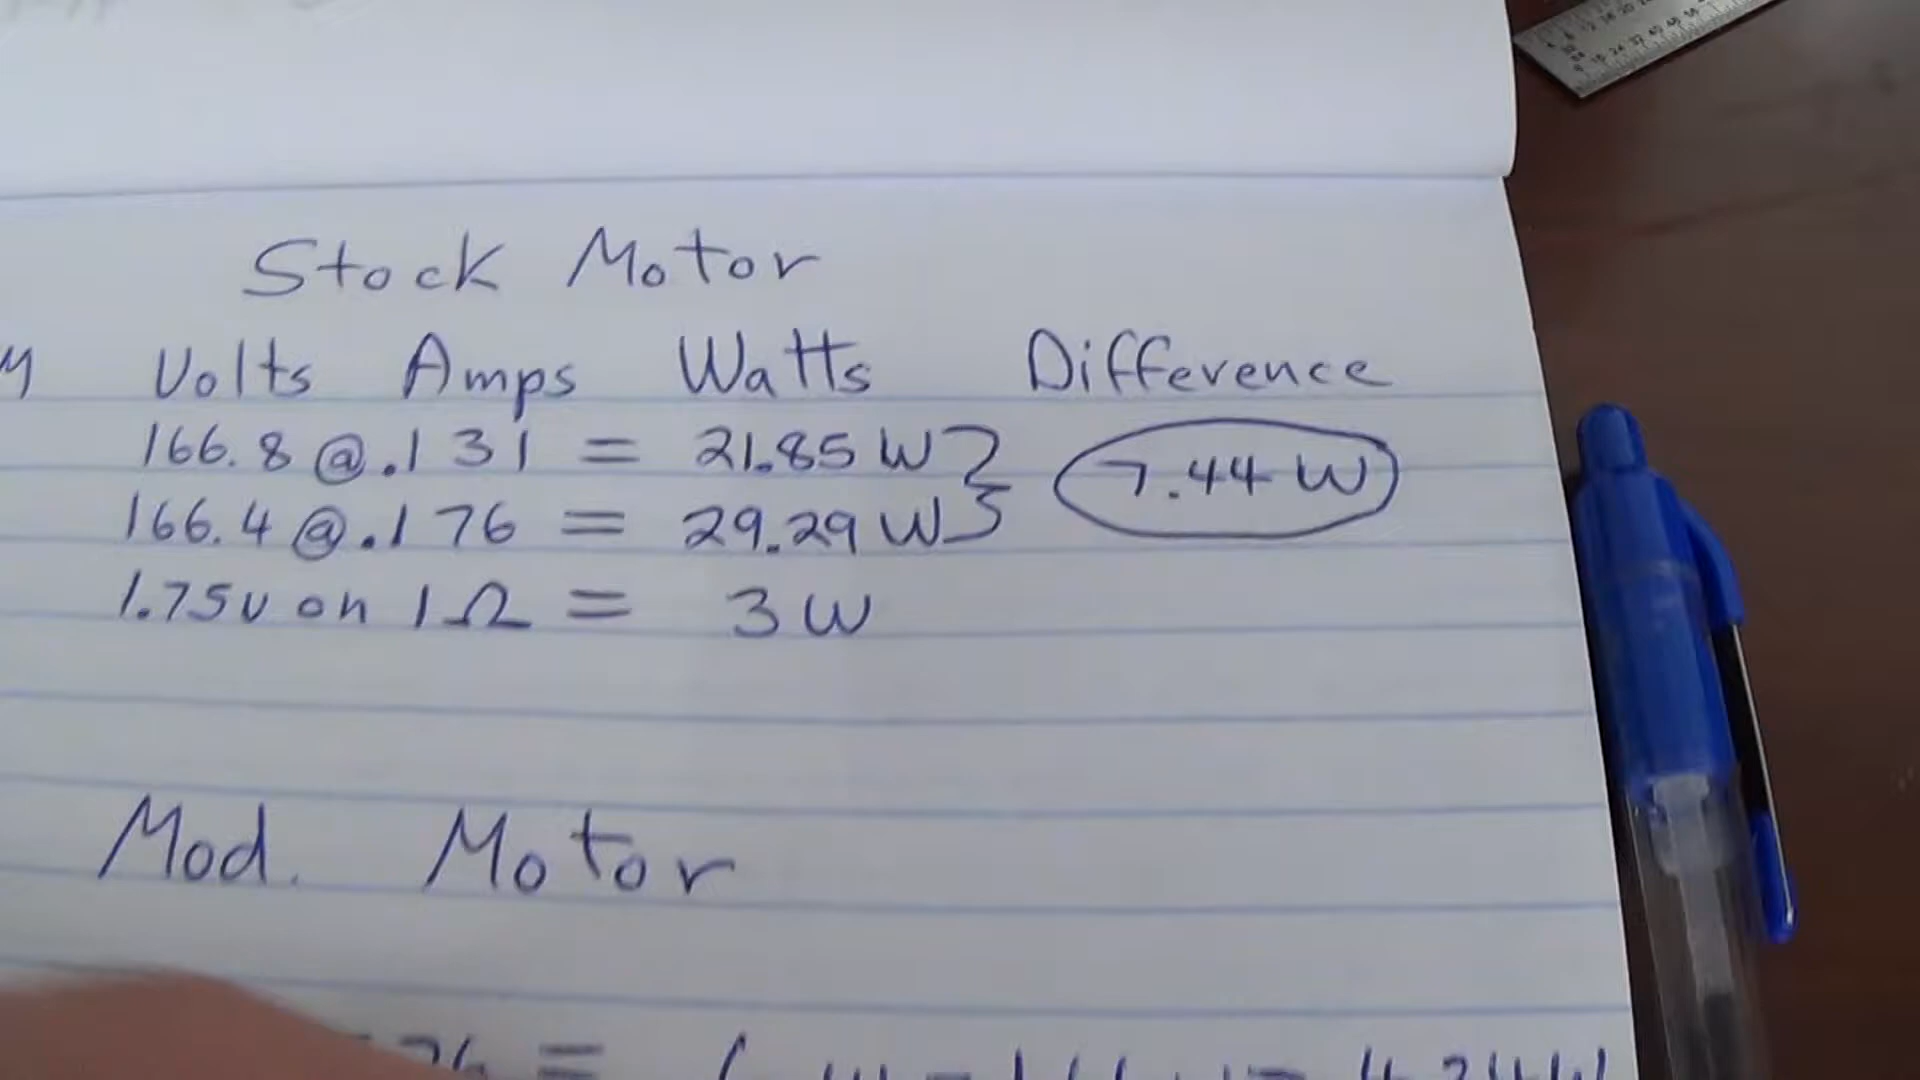 Stock Motor
M Volts Amps Watts Difference
166.8 @ .131 = 21.85 W } 7.44 W
166.4 @ .176 = 29.29 W }
1.75v on 1Ω = 3 W
Mod. Motor